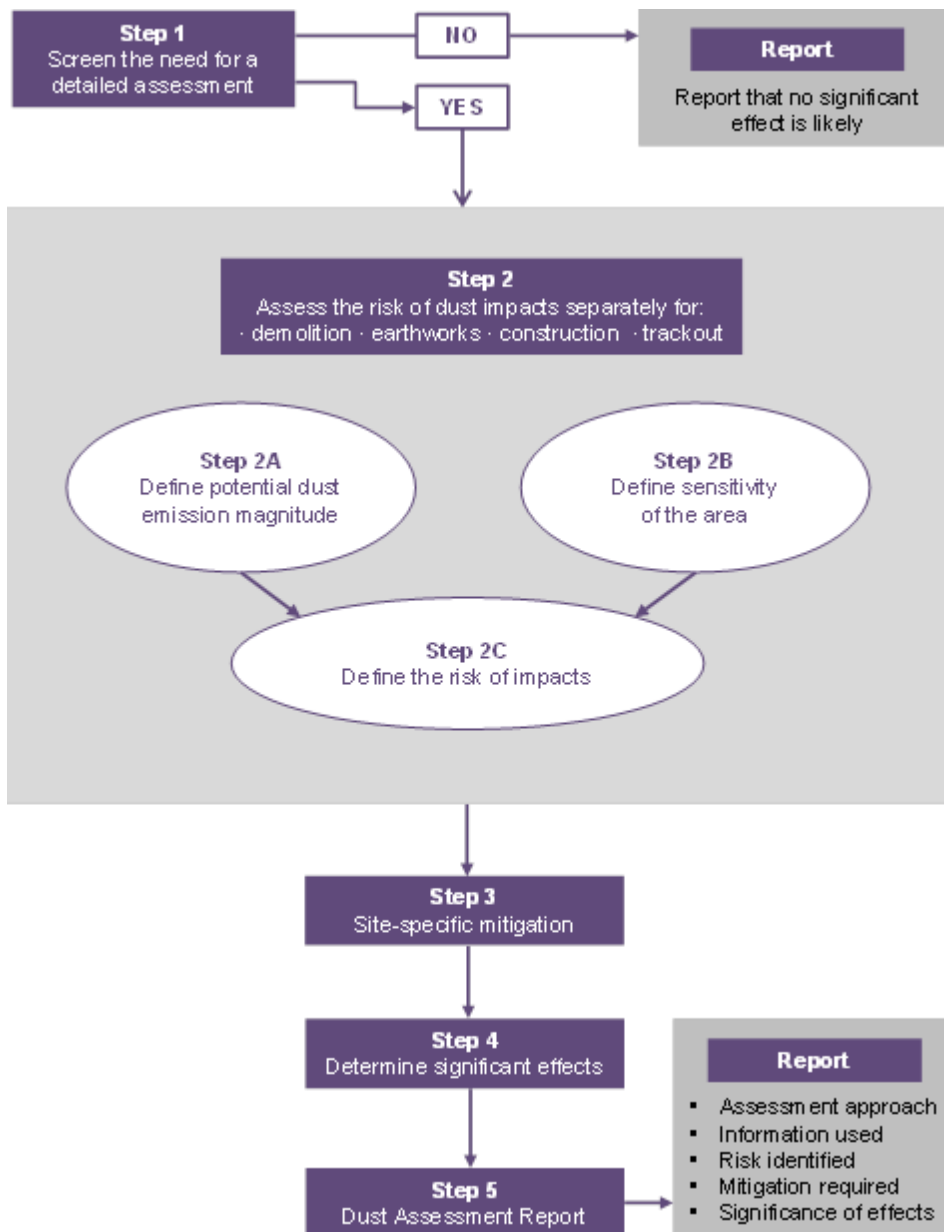 Step 1
Screen the need for a
detailed assessment
NO
YES
Report
Report that no significant
effect is likely
Step 2
Assess the risk of dust impacts separately for:
· demolition · earthworks · construction · trackout
Step 2A
Define potential dust
emission magnitude
Step 2B
Define sensitivity
of the area
Step 2C
Define the risk of impacts
Step 3
Site-specific mitigation
Step 4
Determine significant effects
Step 5
Dust Assessment Report
Report
▪ Assessment approach
▪ Information used
▪ Risk identified
▪ Mitigation required
▪ Significance of effects